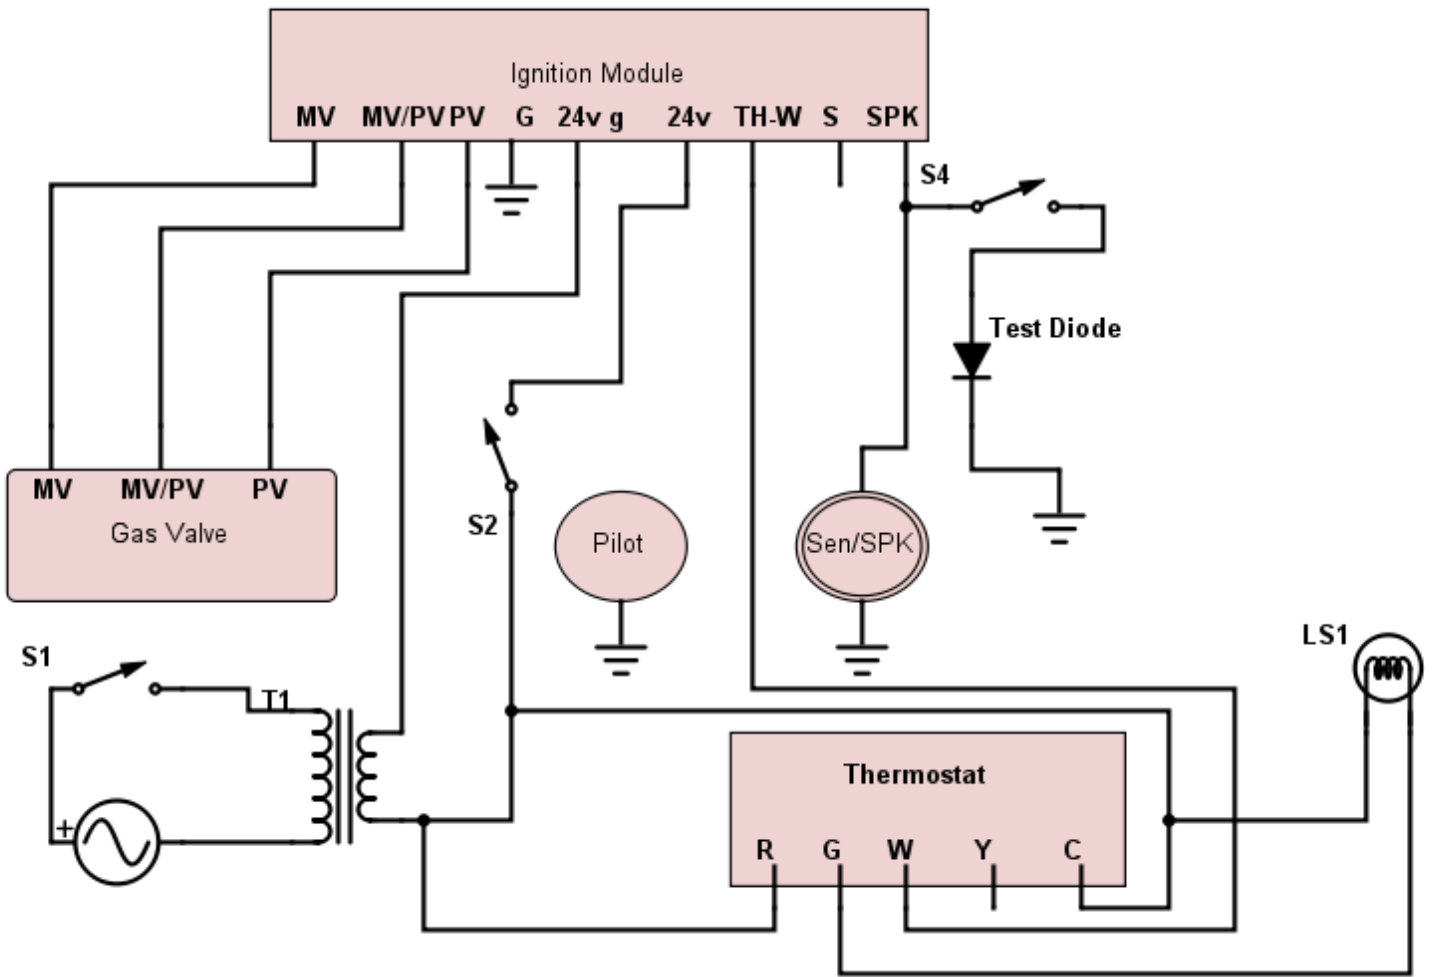 Ignition Module
MV MV/PV PV G 24v g 24v TH-W S SPK
S4
Test Diode
MV MV/PV PV
Gas Valve
S2
Pilot
Sen/SPK
S1
T1
LS1
+
Thermostat
R G W Y C